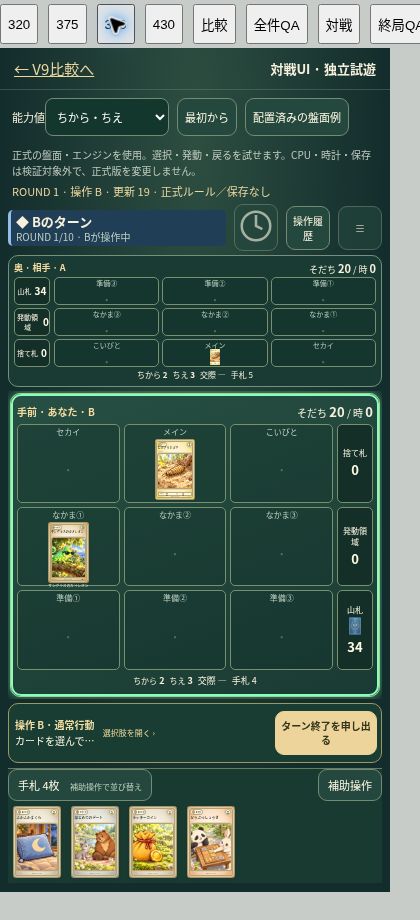 320 375 430 比較 全件QA 対戦 終局QA
← V9比較へ 対戦UI・独立試遊
能力値 ちから・ちえ 最初から 配置済みの盤面例
正式の盤面・エンジンを使用。選択・発動・戻るを試せます。CPU・時計・保存
は検証対象外で、正式版を変更しません。
ROUND 1・操作 B・更新 19・正式ルール／保存なし
◆ Bのターン
ROUND 1/10・Bが操作中
操作履
歴
≡
奥・相手・A そだち 20 / 時 0
山札 34 準備③ 準備② 準備①
発動領
域 0 なかま③ なかま② なかま①
捨て札 0 こいびと メイン セカイ
ちから 2 ちえ 3 交際 — 手札 5
手前・あなた・B そだち 20 / 時 0
セカイ メイン こいびと
捨て札
0
なかま① なかま② なかま③
発動領
域
0
準備① 準備② 準備③
山札
34
ちから 2 ちえ 3 交際 — 手札 4
操作 B・通常行動
カードを選んで… 選択肢を開く ›
ターン終了を申し出
る
手札 4枚 補助操作で並び替え 補助操作